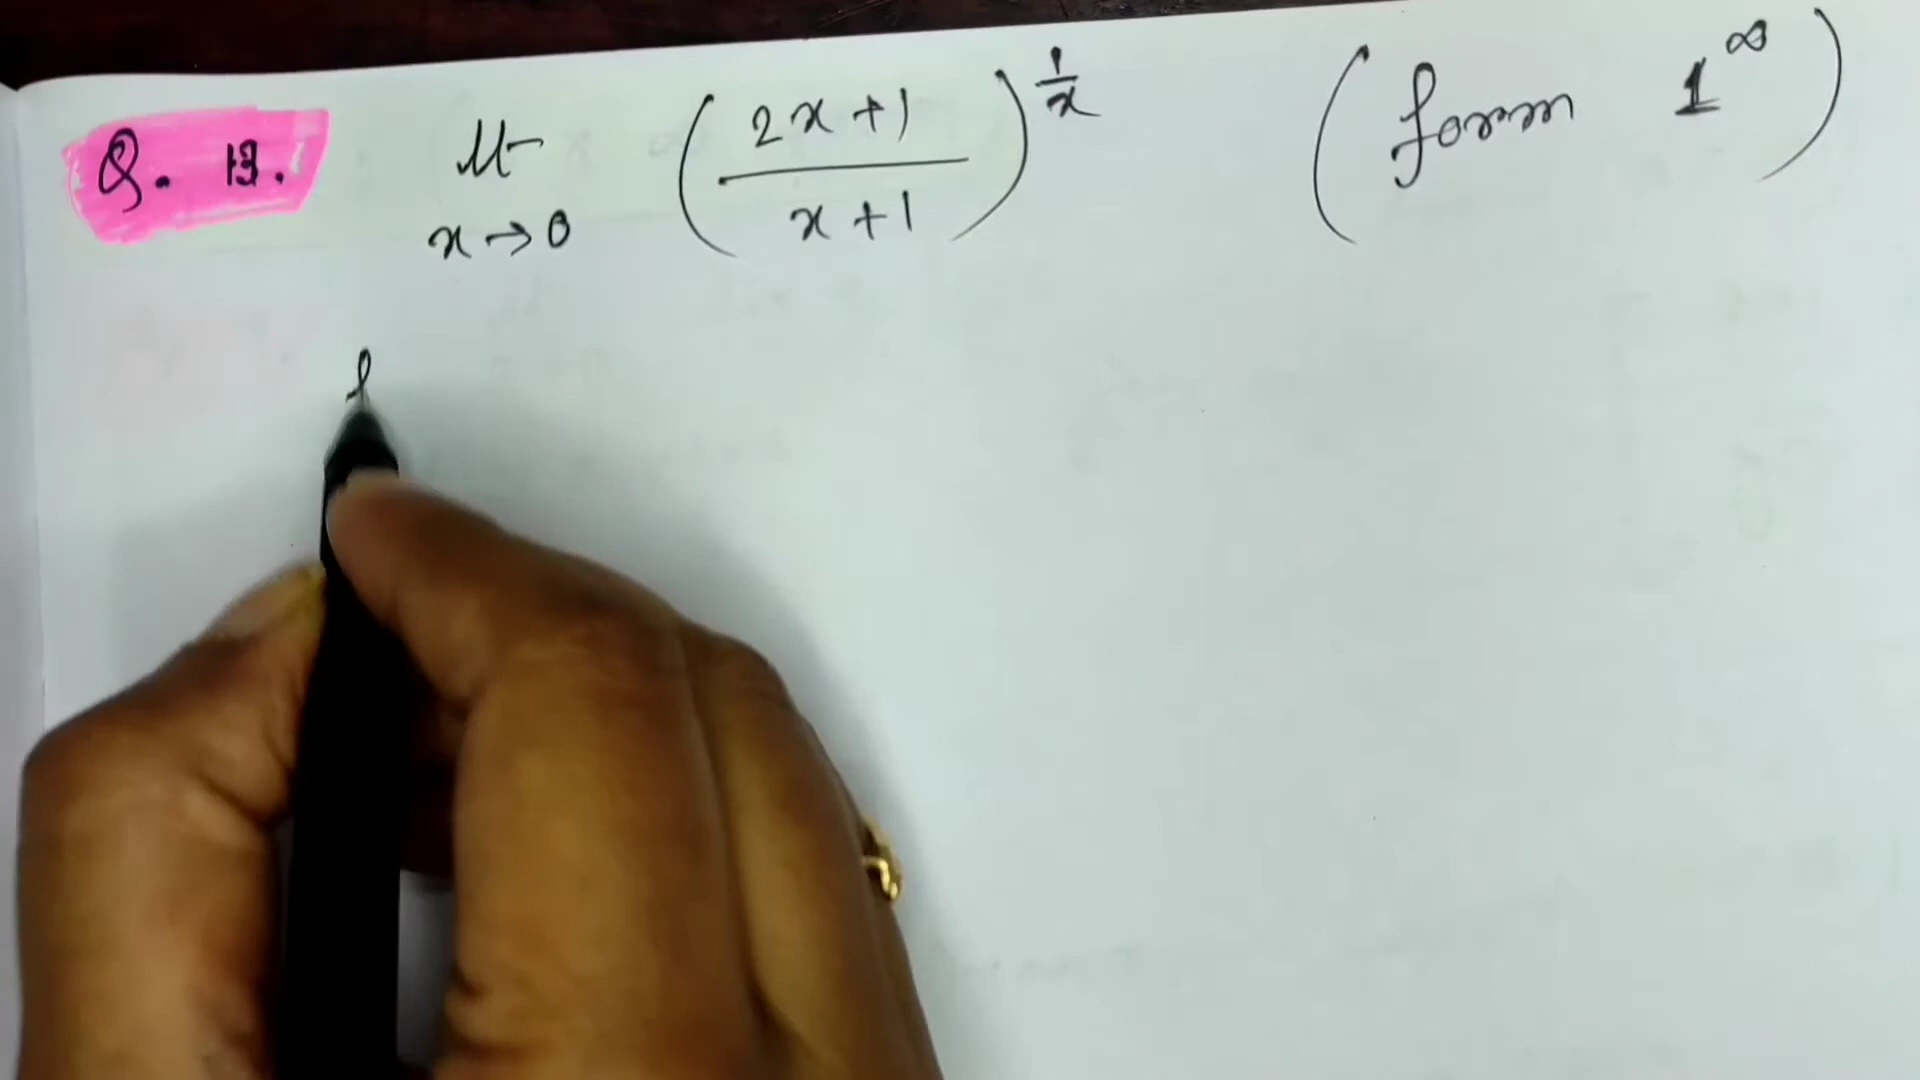 Q. 13. lt x→0 ((2x+1)/(x+1))^(1/x) (form 1^∞)